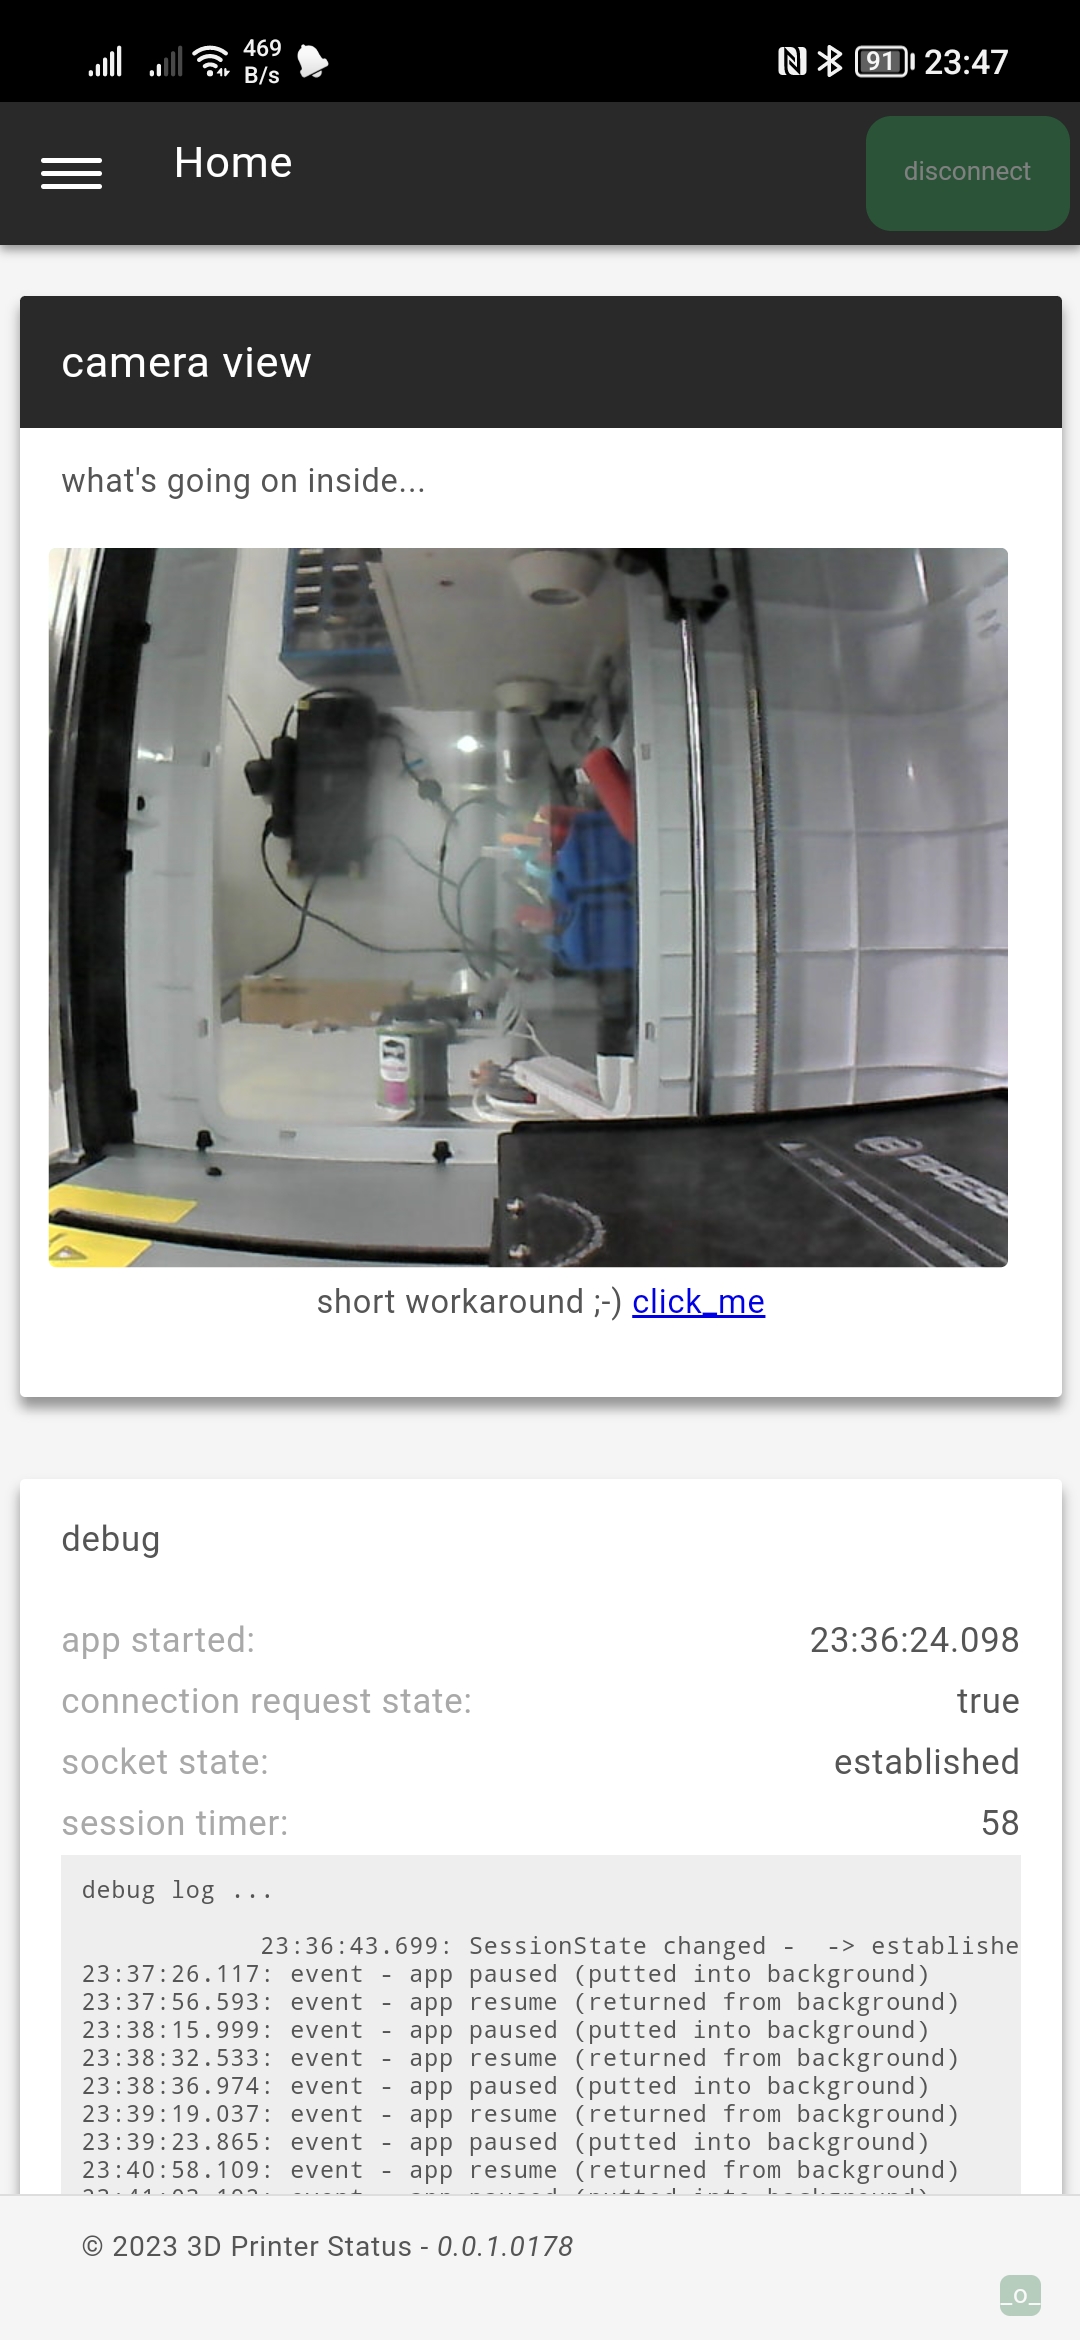 469
B/s
91
23:47
Home
disconnect
camera view
what's going on inside...
short workaround ;-) click_me
debug
app started: 23:36:24.098
connection request state: true
socket state: established
session timer: 58
debug log ...
23:36:43.699: SessionState changed -  -> establishe
23:37:26.117: event - app paused (putted into background)
23:37:56.593: event - app resume (returned from background)
23:38:15.999: event - app paused (putted into background)
23:38:32.533: event - app resume (returned from background)
23:38:36.974: event - app paused (putted into background)
23:39:19.037: event - app resume (returned from background)
23:39:23.865: event - app paused (putted into background)
23:40:58.109: event - app resume (returned from background)
© 2023 3D Printer Status - 0.0.1.0178
_o_